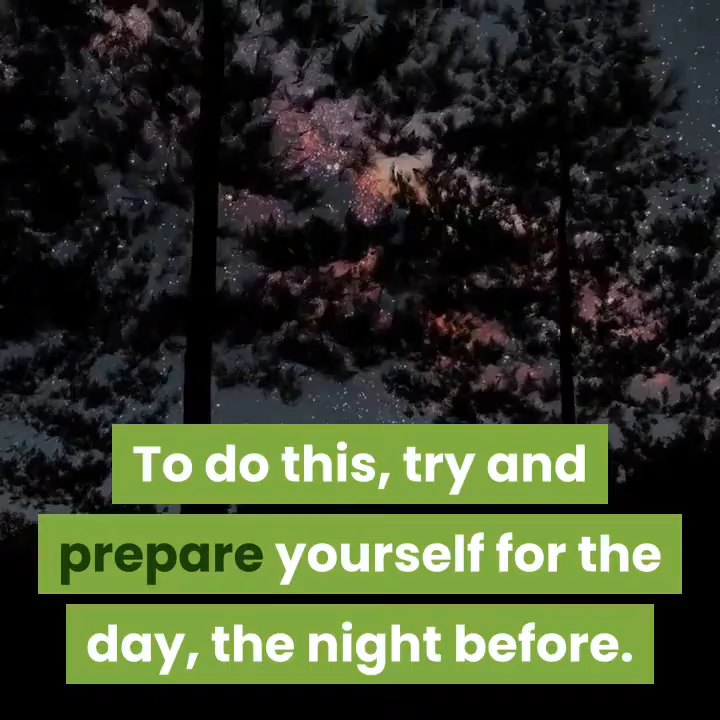 To do this, try and
prepare yourself for the
day, the night before.